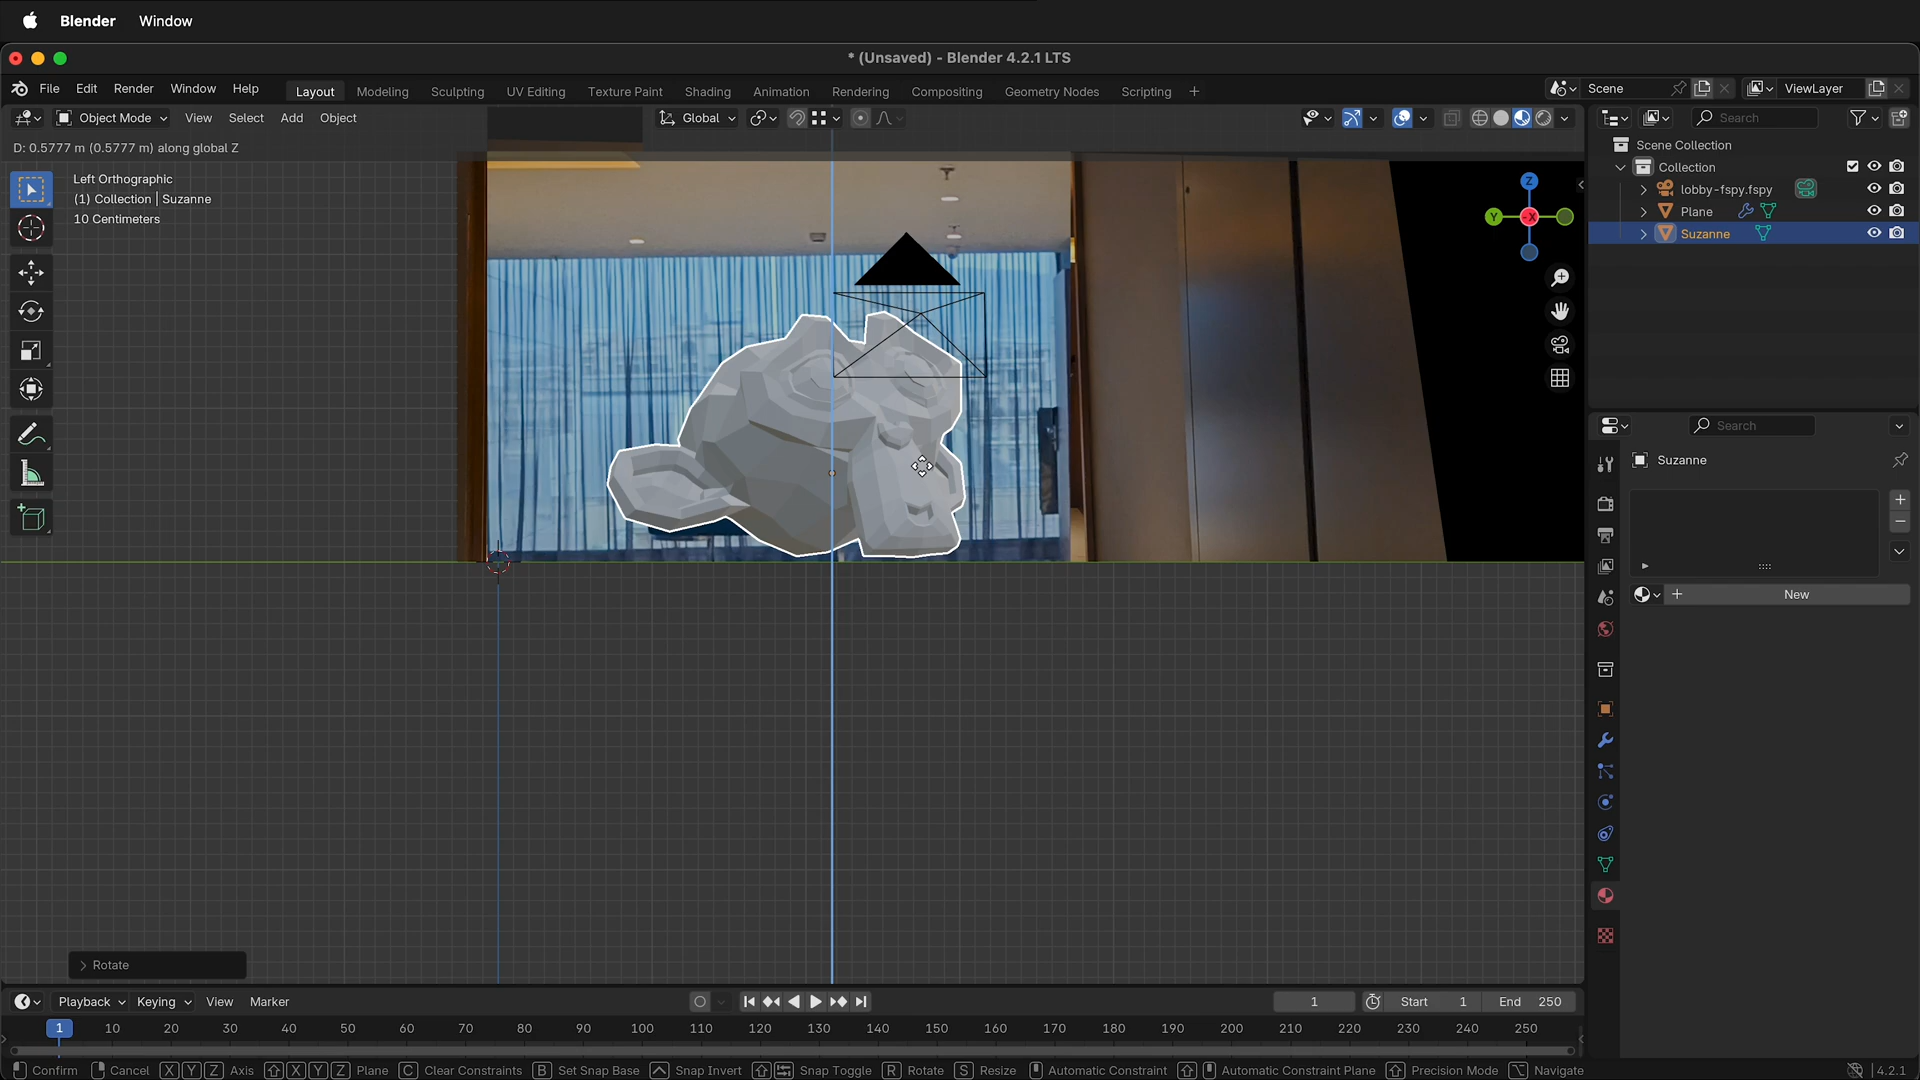 Blender Window
* (Unsaved) - Blender 4.2.1 LTS
File Edit Render Window Help Layout Modeling Sculpting UV Editing Texture Paint Shading Animation Rendering Compositing Geometry Nodes Scripting + Scene ViewLayer
Object Mode View Select Add Object Global Search
D: 0.5777 m (0.5777 m) along global Z
Scene Collection
Collection
lobby-fspy.fspy
Plane
Suzanne
Left Orthographic
(1) Collection | Suzanne
10 Centimeters
Z
Y X
Search
Suzanne
New
Rotate
Playback Keying View Marker 1 Start 1 End 250
1 10 20 30 40 50 60 70 80 90 100 110 120 130 140 150 160 170 180 190 200 210 220 230 240 250
Confirm Cancel X Y Z Axis X Y Z Plane C Clear Constraints B Set Snap Base Snap Invert Snap Toggle R Rotate S Resize Automatic Constraint Automatic Constraint Plane Precision Mode Navigate 4.2.1